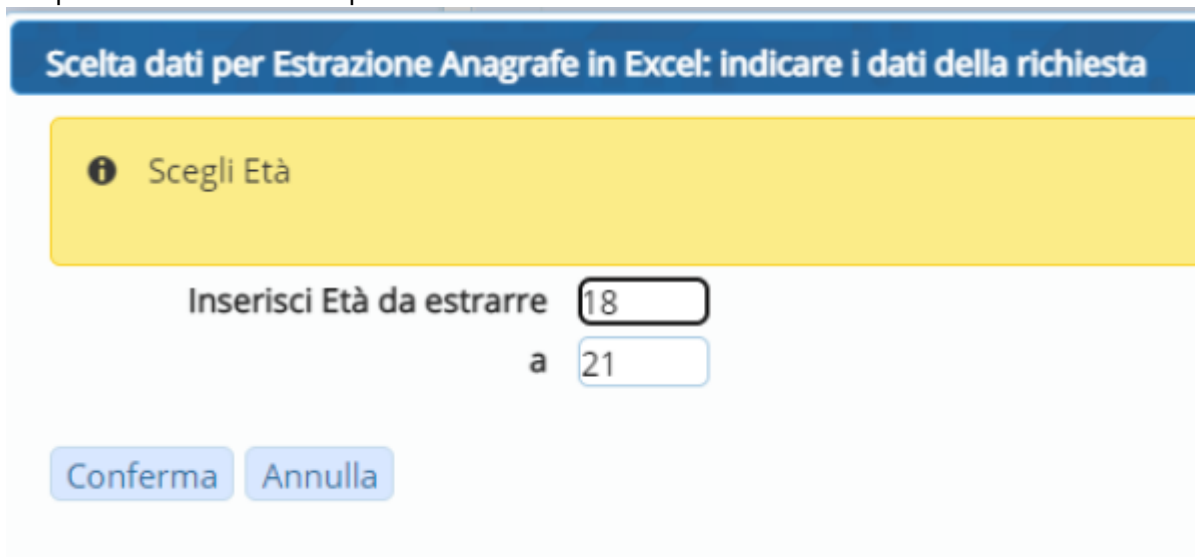 Scelta dati per Estrazione Anagrafe in Excel: indicare i dati della richiesta
Scegli Età
Inserisci Età da estrarre 18
a 21
Conferma Annulla